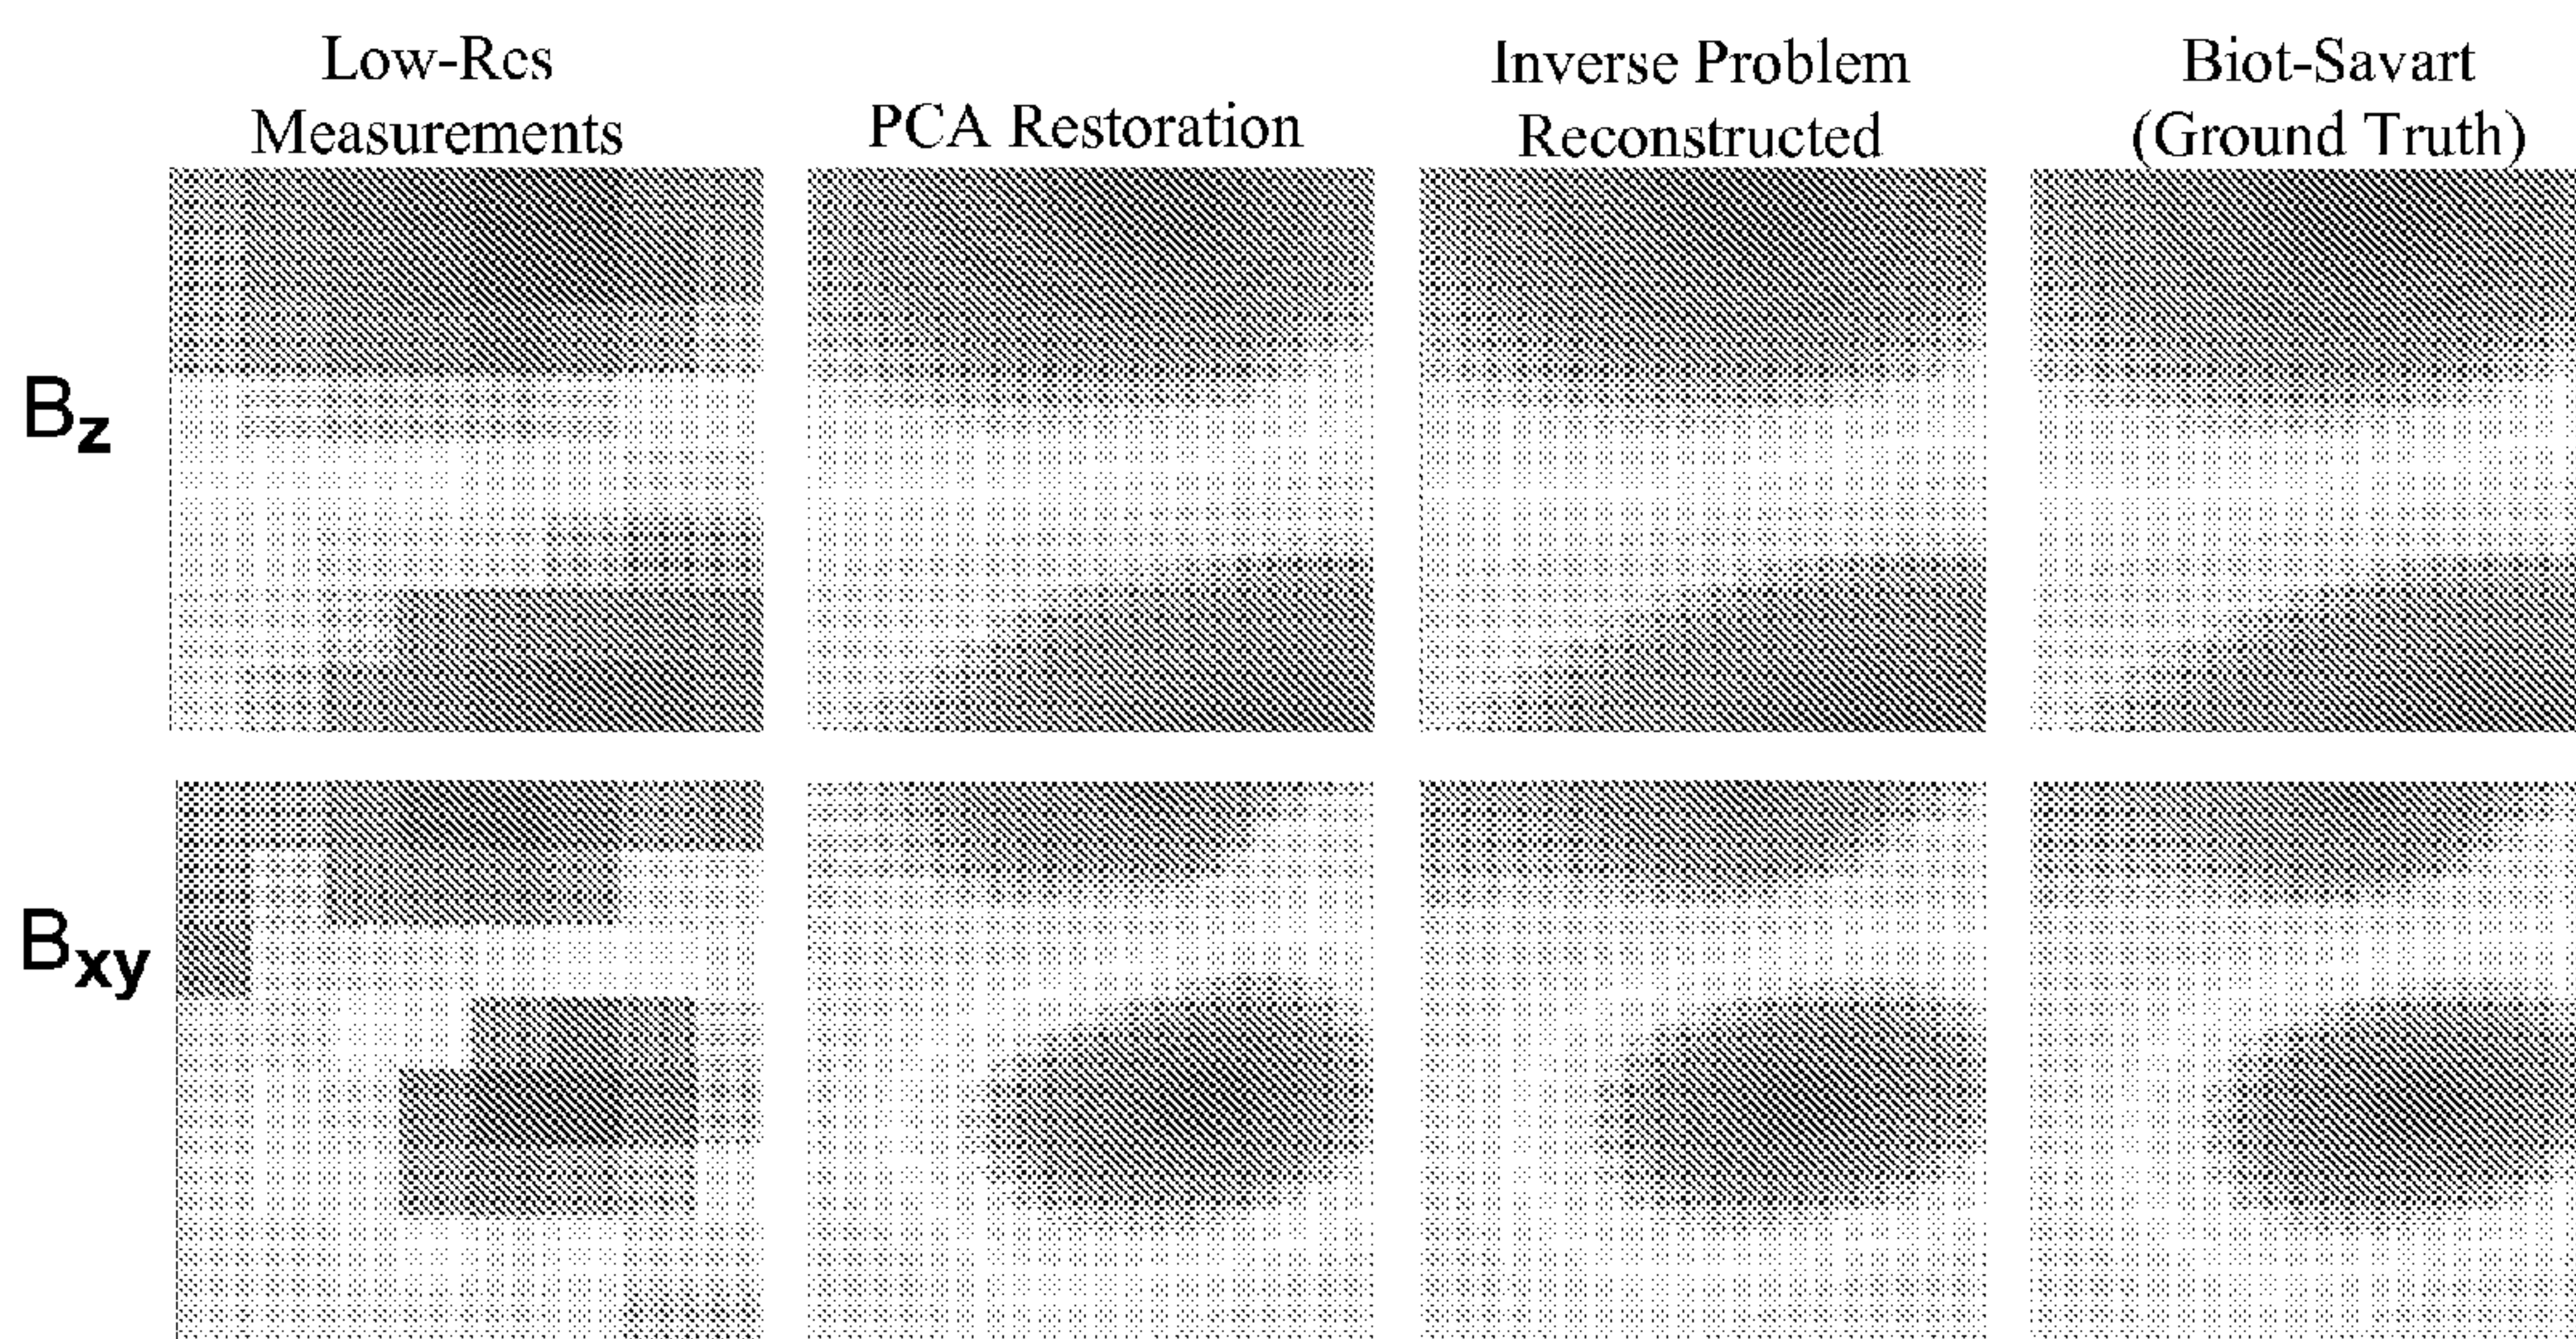 Low-Res
Measurements
PCA Restoration
Inverse Problem
Reconstructed
Biot-Savart
(Ground Truth)
Bz
Bxy